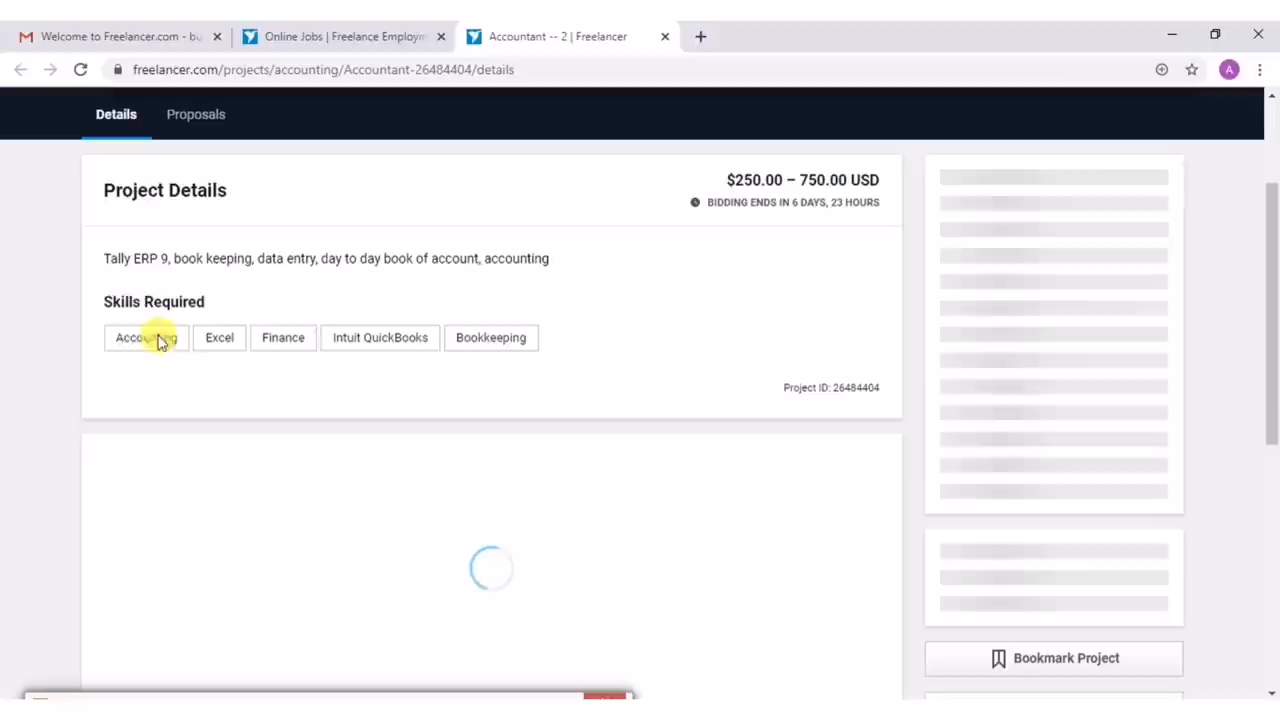 Welcome to Freelancer.com - bu
Online Jobs | Freelance Employm
Accountant -- 2 | Freelancer
freelancer.com/projects/accounting/Accountant-26484404/details
A
Details
Proposals
Project Details
$250.00 – 750.00 USD
BIDDING ENDS IN 6 DAYS, 23 HOURS
Tally ERP 9, book keeping, data entry, day to day book of account, accounting
Skills Required
Accounting
Excel
Finance
Intuit QuickBooks
Bookkeeping
Project ID: 26484404
Bookmark Project